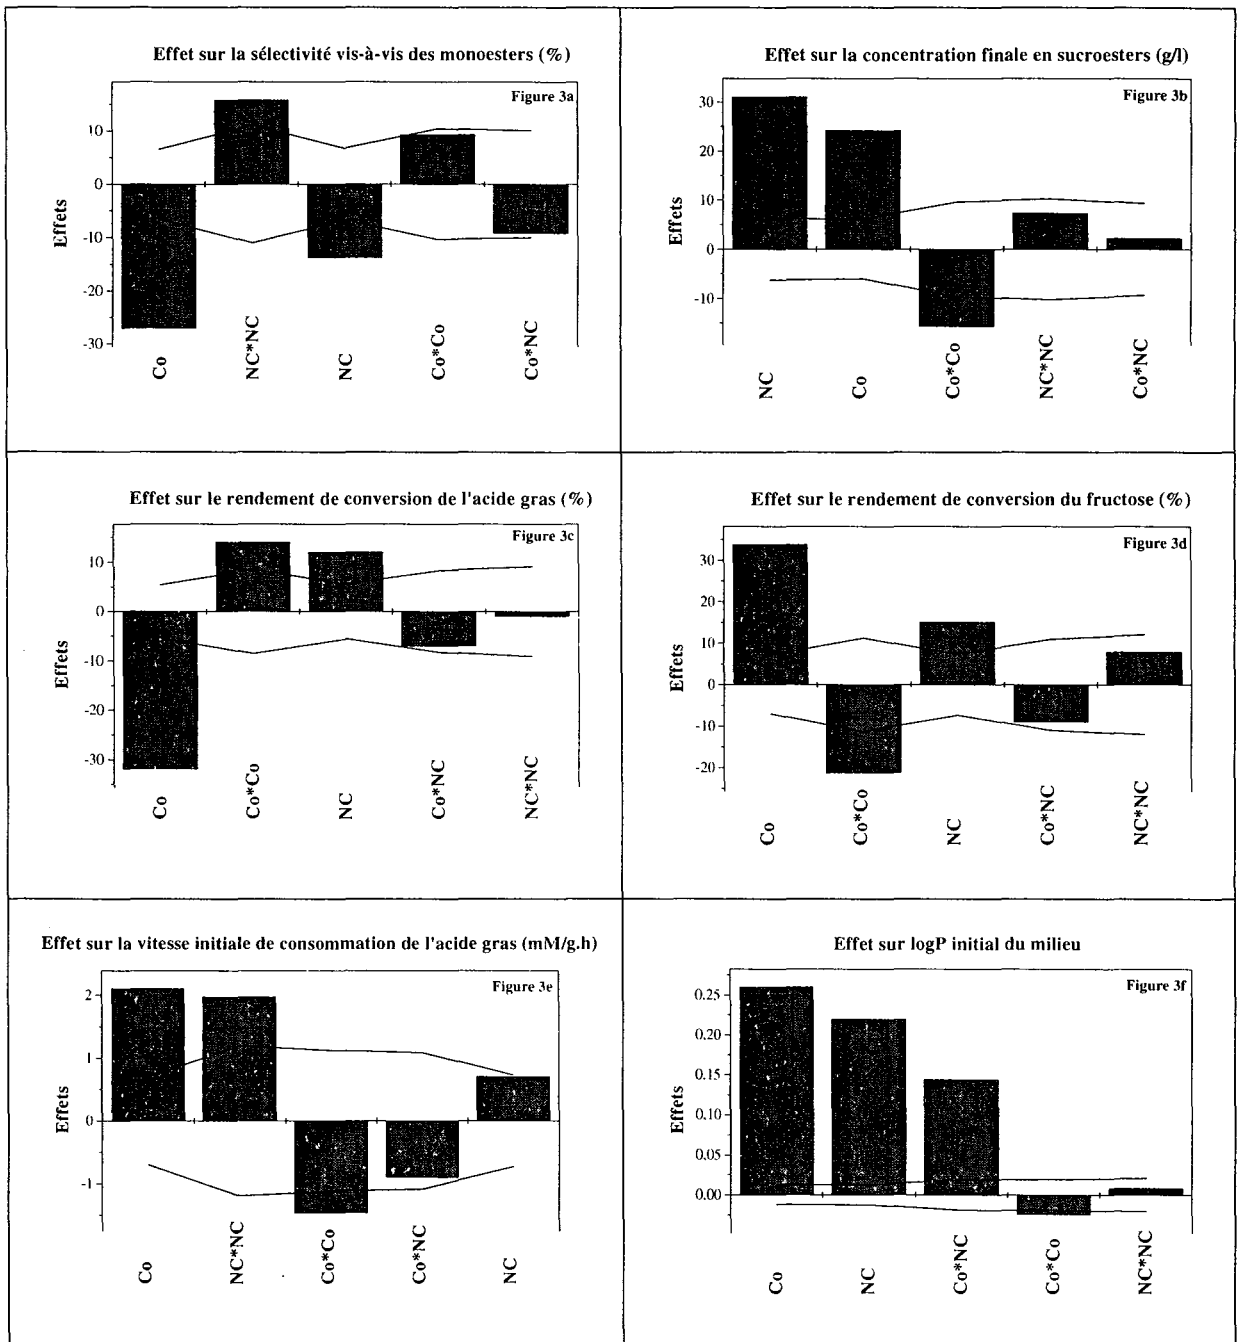 Effet sur la sélectivité vis-à-vis des monoesters (%)
Figure 3a
Effets
10
0
-10
-20
-30
Co
NC*NC
NC
Co*Co
Co*NC
Effet sur la concentration finale en sucroesters (g/l)
Figure 3b
Effets
30
20
10
0
-10
NC
Co
Co*Co
NC*NC
Co*NC
Effet sur le rendement de conversion de l'acide gras (%)
Figure 3c
Effets
10
0
-10
-20
-30
Co
Co*Co
NC
Co*NC
NC*NC
Effet sur le rendement de conversion du fructose (%)
Figure 3d
Effets
30
20
10
0
-10
-20
Co
Co*Co
NC
Co*NC
NC*NC
Effet sur la vitesse initiale de consommation de l'acide gras (mM/g.h)
Figure 3e
Effets
2
1
0
-1
Co
NC*NC
Co*Co
Co*NC
NC
Effet sur logP initial du milieu
Figure 3f
Effets
0.25
0.20
0.15
0.10
0.05
0.00
Co
NC
Co*NC
Co*Co
NC*NC